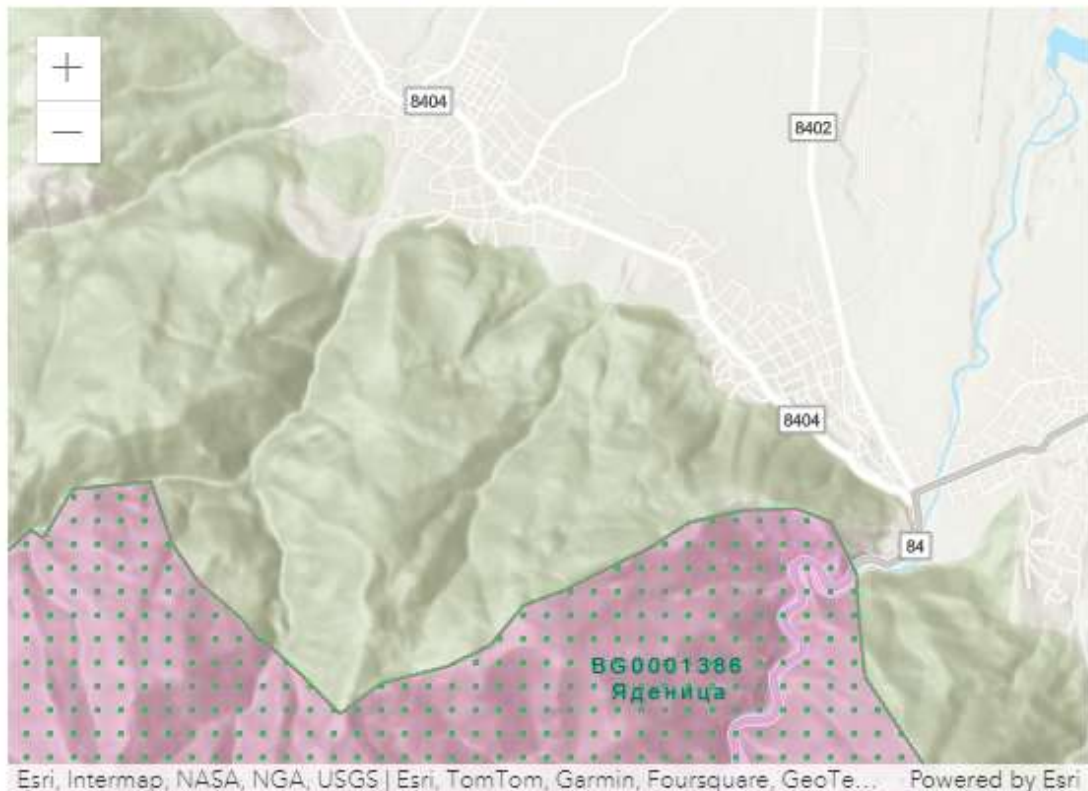 +
8404
8402
−
8404
84
BG0001386
Яденица
Esri, Intermap, NASA, NGA, USGS | Esri, TomTom, Garmin, Foursquare, GeoTe... Powered by Esri